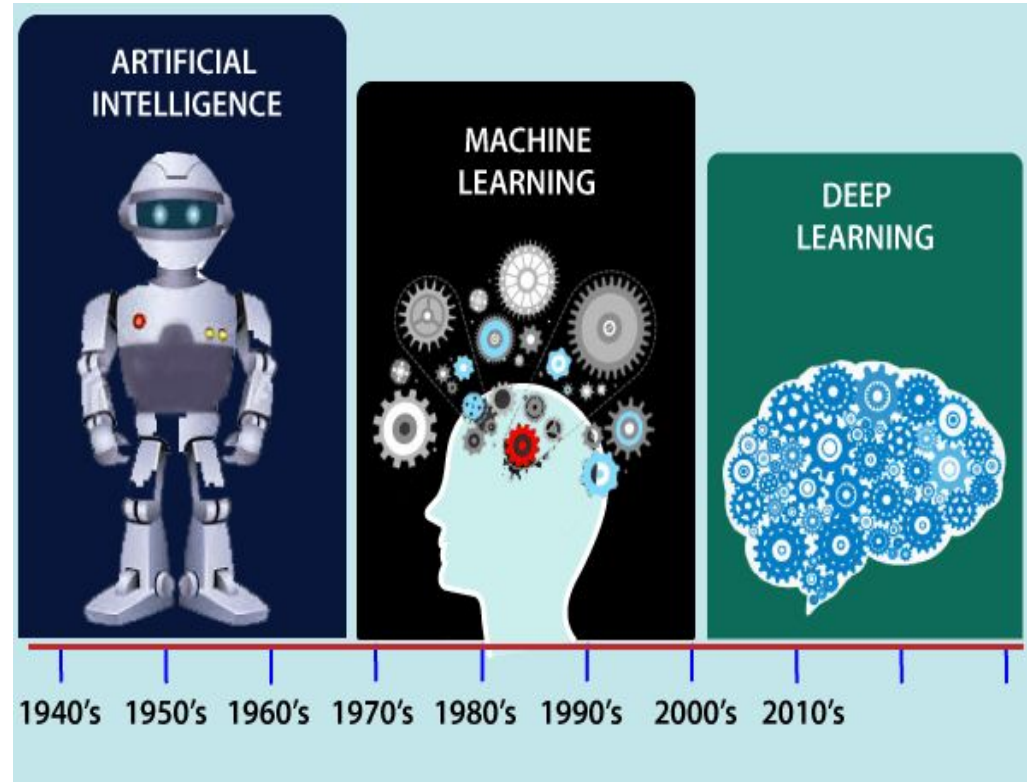 ARTIFICIAL
INTELLIGENCE
MACHINE
LEARNING
DEEP
LEARNING
1940's 1950's 1960's 1970's 1980's 1990's 2000's 2010's